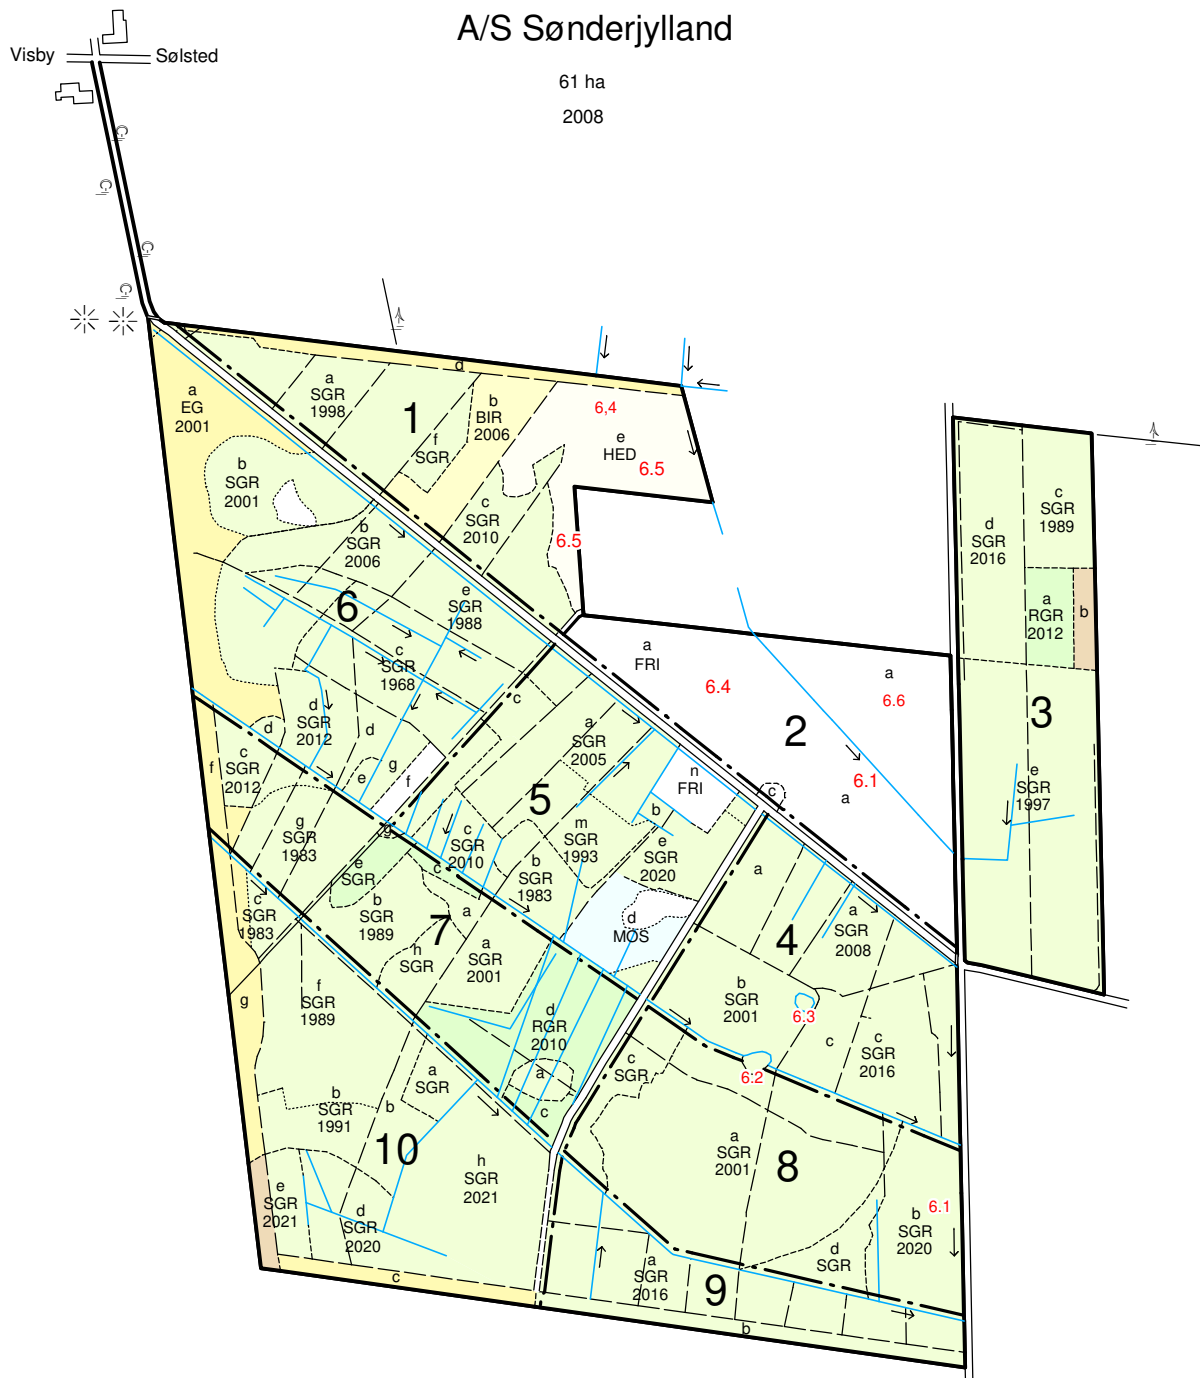 A/S Sønderjylland
61 ha
2008
Visby
Sølsted
d
a
EG
2001
a
SGR
1998
1
b
BIR
2006
f
SGR
6,4
e
HED
6.5
c
SGR
2010
6.5
b
SGR
2001
b
SGR
2006
6
e
SGR
1988
c
SGR
1968
d
SGR
2012
d
d
e
g
f
f
c
SGR
2012
g
SGR
1983
g
c
SGR
1983
a
FRI
6.4
a
6.6
2
6.1
a
c
c
SGR
1989
d
SGR
2016
a
RGR
2012
b
3
e
SGR
1997
c
a
SGR
2005
5
n
FRI
b
m
SGR
1993
e
SGR
2020
c
SGR
2010
b
SGR
1983
d
MOS
e
SGR
c
b
SGR
1989
7
a
h
SGR
a
SGR
2001
d
RGR
2010
a
c
a
4
a
SGR
2008
b
SGR
2001
6.3
c
c
SGR
2016
6.2
c
SGR
a
SGR
2001
8
b
SGR
2020
6.1
d
SGR
g
f
SGR
1989
a
SGR
b
SGR
1991
b
10
h
SGR
2021
e
SGR
2021
d
SGR
2020
c
a
SGR
2016
9
b